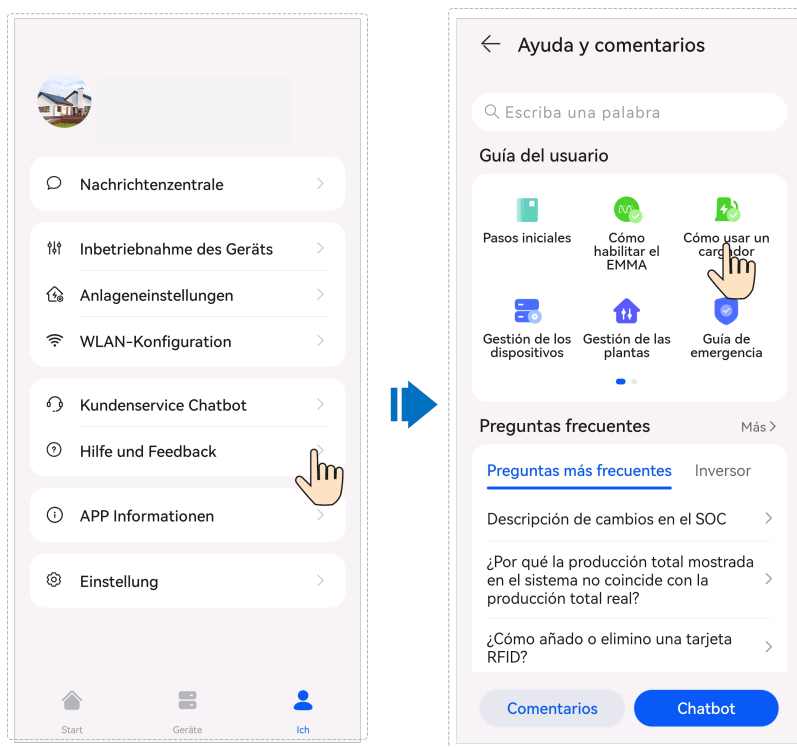 Nachrichtenzentrale
Inbetriebnahme des Geräts
Anlageneinstellungen
WLAN-Konfiguration
Kundenservice Chatbot
Hilfe und Feedback
APP Informationen
Einstellung
Start
Geräte
Ich
Ayuda y comentarios
Escriba una palabra
Guía del usuario
Pasos iniciales
Cómo
habilitar el
EMMA
Cómo usar un
cargador
Gestión de los
dispositivos
Gestión de las
plantas
Guía de
emergencia
Preguntas frecuentes
Más
Preguntas más frecuentes
Inversor
Descripción de cambios en el SOC
¿Por qué la producción total mostrada
en el sistema no coincide con la
producción total real?
¿Cómo añado o elimino una tarjeta
RFID?
Comentarios
Chatbot